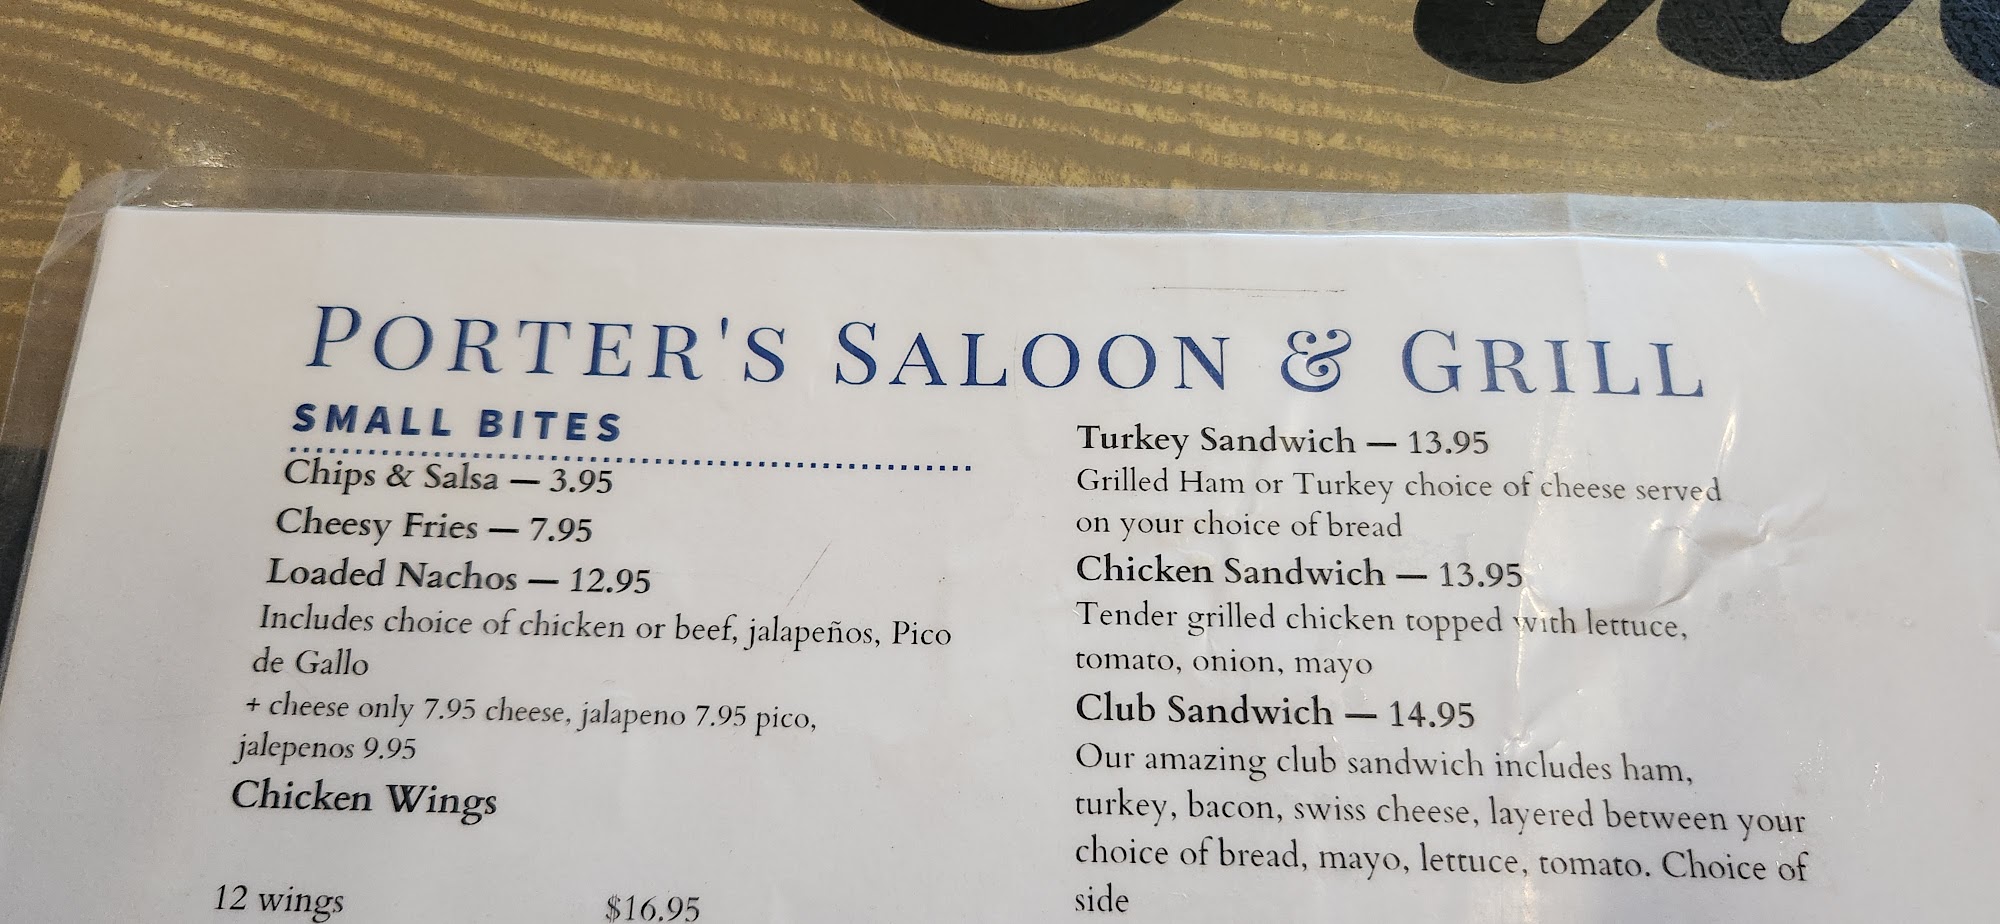 PORTER'S SALOON & GRILL
SMALL BITES
Chips & Salsa — 3.95
Cheesy Fries — 7.95
Loaded Nachos — 12.95
Includes choice of chicken or beef, jalapeños, Pico
de Gallo
+ cheese only 7.95 cheese, jalapeno 7.95 pico,
jalepenos 9.95
Chicken Wings
12 wings $16.95
Turkey Sandwich — 13.95
Grilled Ham or Turkey choice of cheese served
on your choice of bread
Chicken Sandwich — 13.95
Tender grilled chicken topped with lettuce,
tomato, onion, mayo
Club Sandwich — 14.95
Our amazing club sandwich includes ham,
turkey, bacon, swiss cheese, layered between your
choice of bread, mayo, lettuce, tomato. Choice of
side